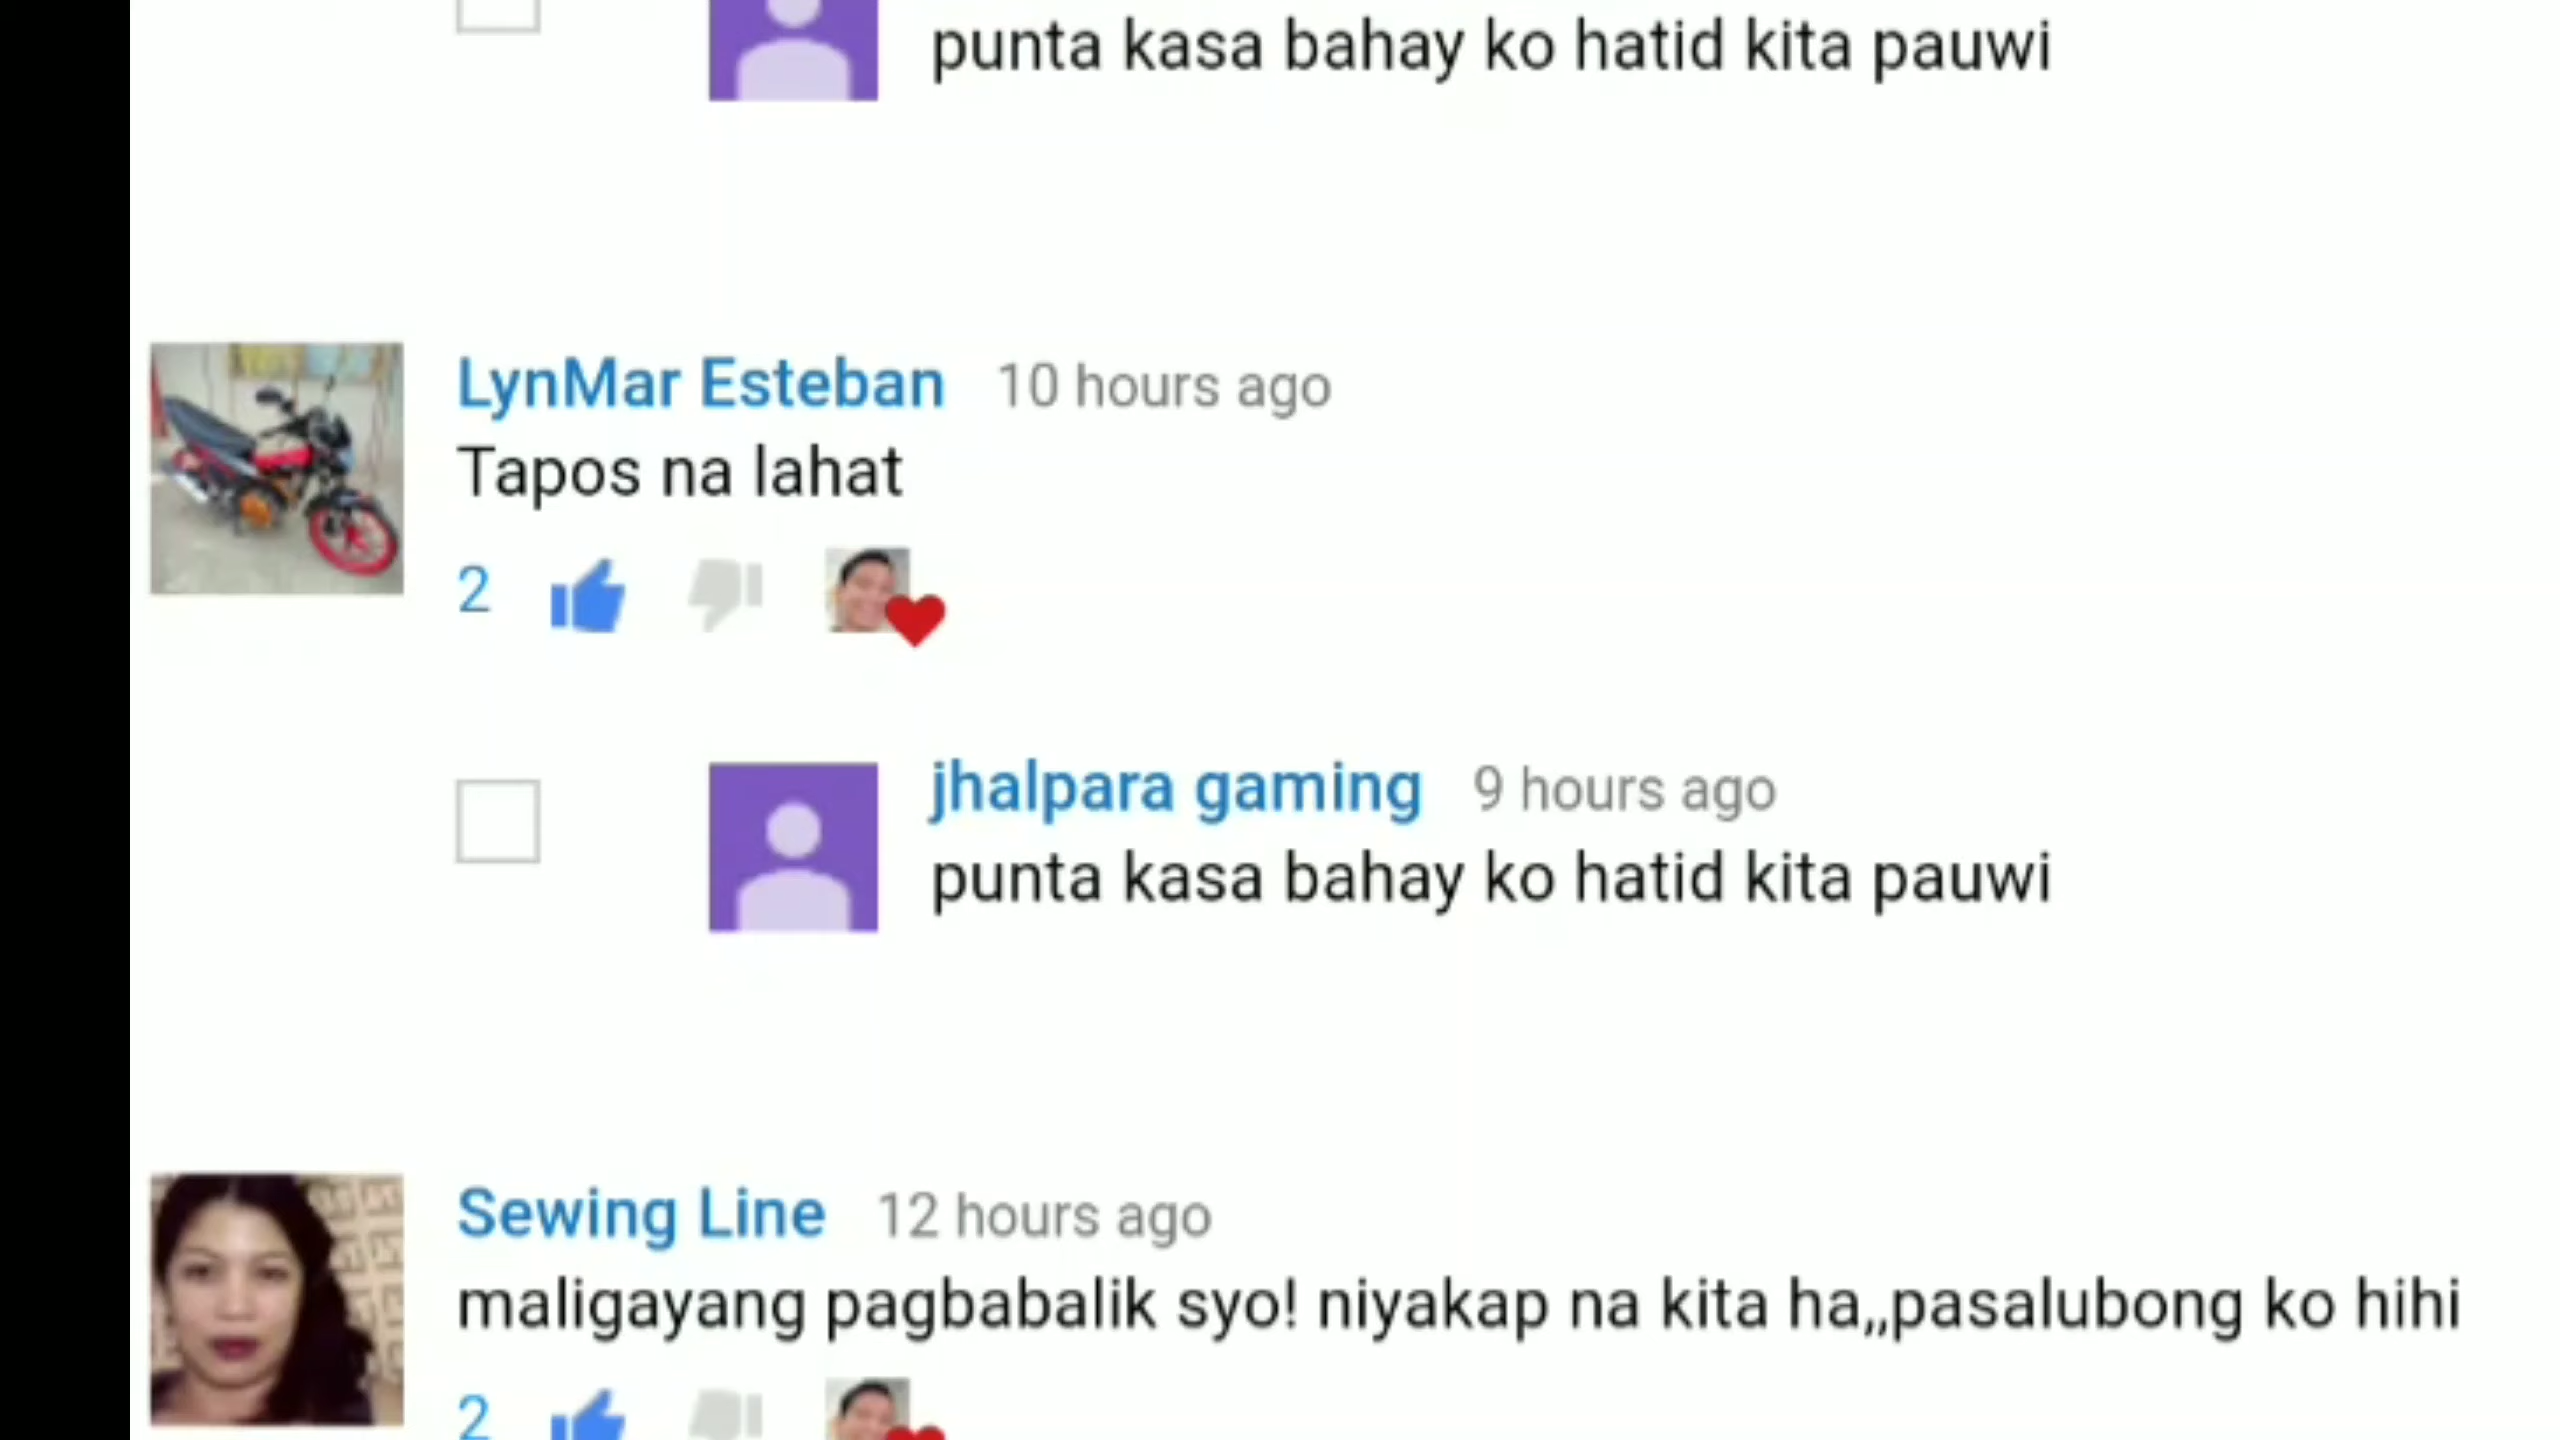 punta kasa bahay ko hatid kita pauwi
LynMar Esteban 10 hours ago
Tapos na lahat
2
jhalpara gaming 9 hours ago
punta kasa bahay ko hatid kita pauwi
Sewing Line 12 hours ago
maligayang pagbabalik syo! niyakap na kita ha,,pasalubong ko hihi
2